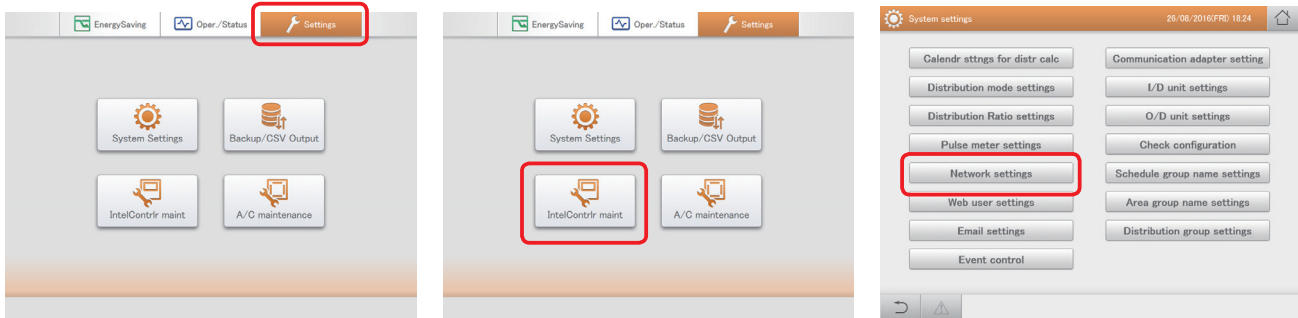 EnergySaving Oper./Status Settings
System Settings Backup/CSV Output
IntelContrlr maint A/C maintenance
EnergySaving Oper./Status Settings
System Settings Backup/CSV Output
IntelContrlr maint A/C maintenance
System settings 26/08/2016(FRI) 18:24
Calendr sttngs for distr calc Communication adapter setting
Distribution mode settings I/D unit settings
Distribution Ratio settings O/D unit settings
Pulse meter settings Check configuration
Network settings Schedule group name settings
Web user settings Area group name settings
Email settings Distribution group settings
Event control